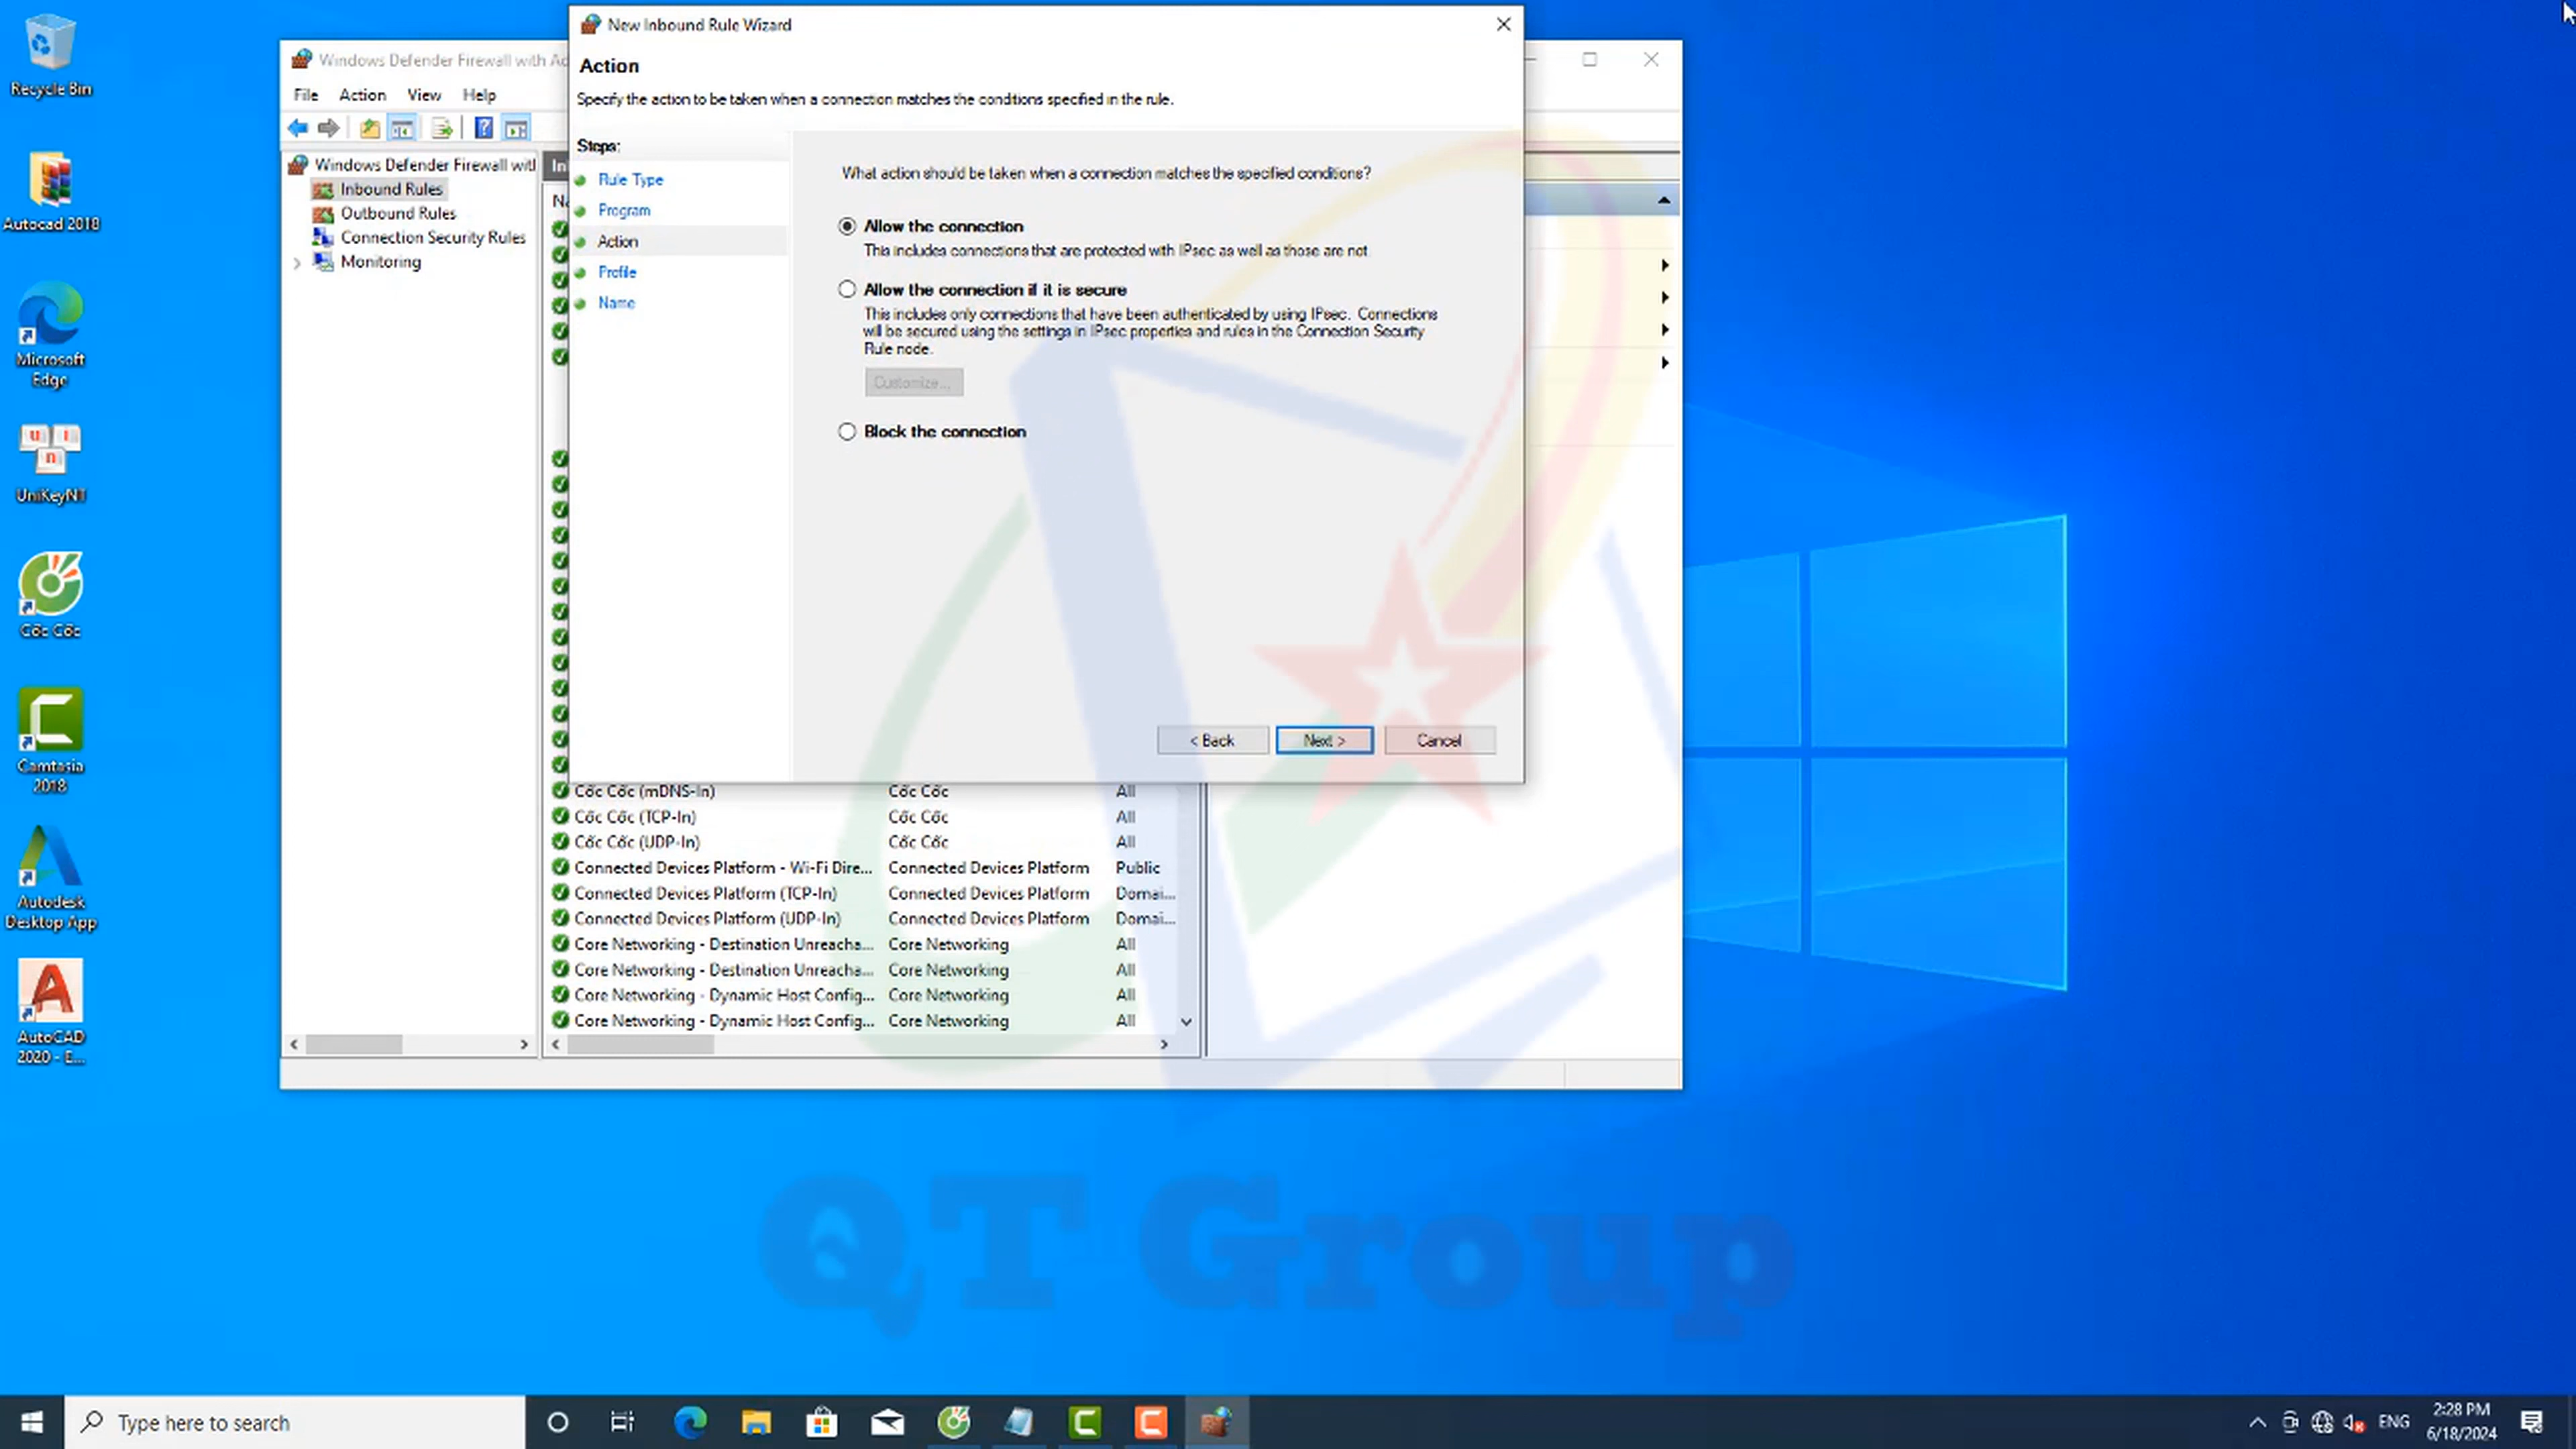 Recycle Bin
Autocad 2018
Microsoft
Edge
UniKeyNT
Cốc Cốc
Camtasia
2018
Autodesk
Desktop App
AutoCAD
2020 - E...
Windows Defender Firewall with Ad
File Action View Help
Windows Defender Firewall with
Inbound Rules
Outbound Rules
Connection Security Rules
Monitoring
New Inbound Rule Wizard
Action
Specify the action to be taken when a connection matches the conditions specified in the rule.
Steps:
Rule Type
Program
Action
Profile
Name
What action should be taken when a connection matches the specified conditions?
Allow the connection
This includes connections that are protected with IPsec as well as those are not
Allow the connection if it is secure
This includes only connections that have been authenticated by using IPsec. Connections
will be secured using the settings in IPsec properties and rules in the Connection Security
Rule node.
Customize...
Block the connection
< Back Next > Cancel
Cốc Cốc (mDNS-In) Cốc Cốc All
Cốc Cốc (TCP-In) Cốc Cốc All
Cốc Cốc (UDP-In) Cốc Cốc All
Connected Devices Platform - Wi-Fi Dire... Connected Devices Platform Public
Connected Devices Platform (TCP-In) Connected Devices Platform Domai...
Connected Devices Platform (UDP-In) Connected Devices Platform Domai...
Core Networking - Destination Unreacha... Core Networking All
Core Networking - Destination Unreacha... Core Networking All
Core Networking - Dynamic Host Config... Core Networking All
Core Networking - Dynamic Host Config... Core Networking All
QT Group
Type here to search
ENG
2:28 PM
6/18/2024